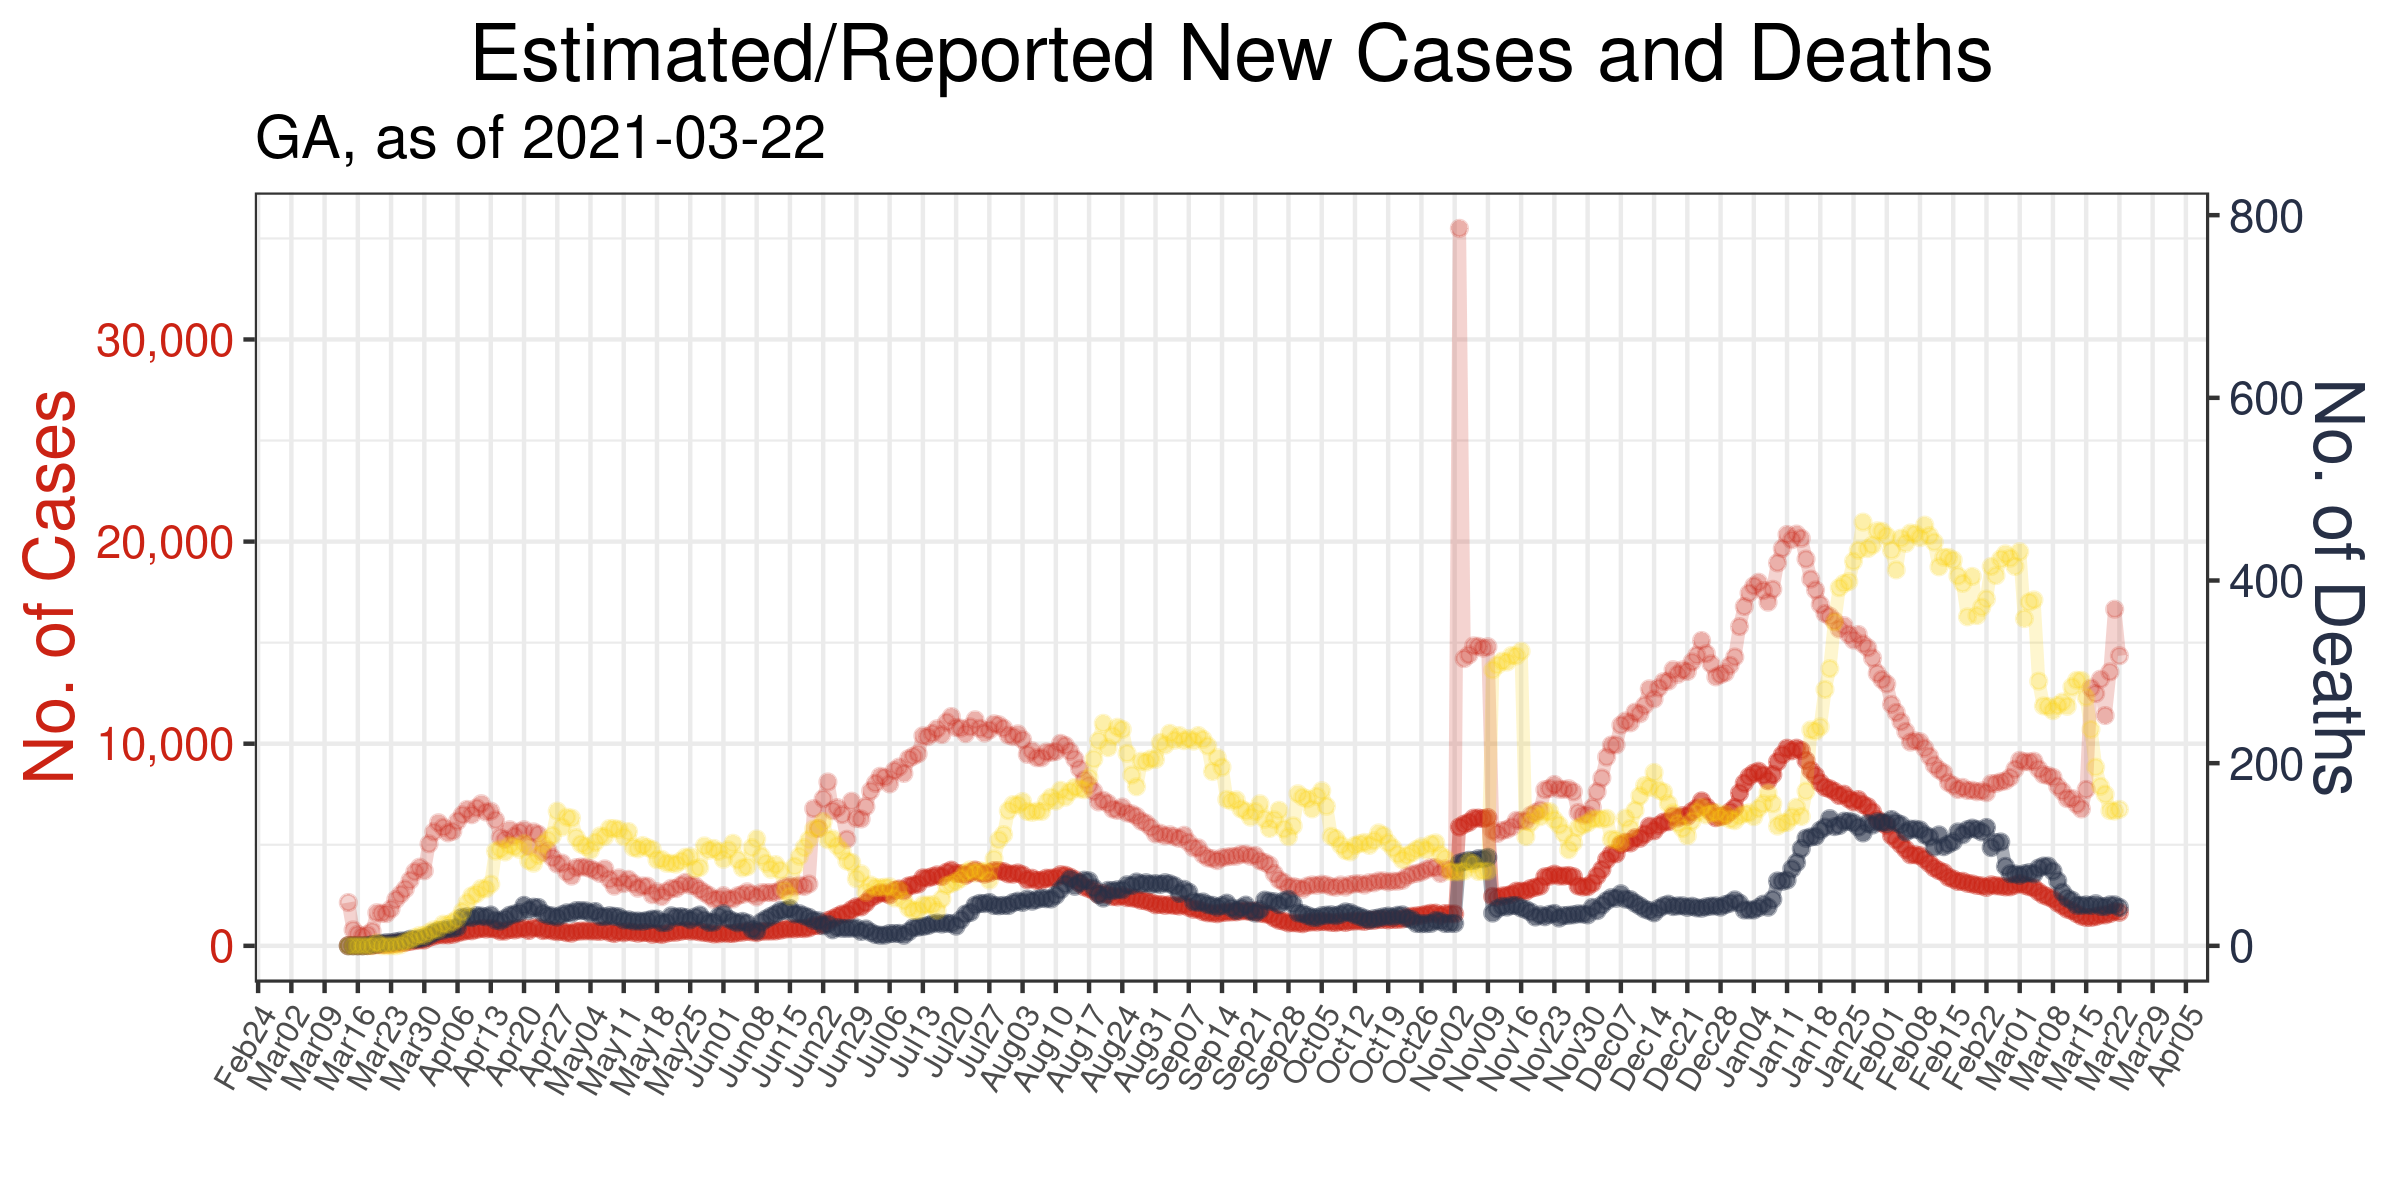 Estimated/Reported New Cases and Deaths
GA, as of 2021-03-22
No. of Cases
30,000
20,000
10,000
0
800
600
400
200
0
No. of Deaths
Feb24
Mar02
Mar09
Mar16
Mar23
Mar30
Apr06
Apr13
Apr20
Apr27
May04
May11
May18
May25
Jun01
Jun08
Jun15
Jun22
Jun29
Jul06
Jul13
Jul20
Jul27
Aug03
Aug10
Aug17
Aug24
Aug31
Sep07
Sep14
Sep21
Sep28
Oct05
Oct12
Oct19
Oct26
Nov02
Nov09
Nov16
Nov23
Nov30
Dec07
Dec14
Dec21
Dec28
Jan04
Jan11
Jan18
Jan25
Feb01
Feb08
Feb15
Feb22
Mar01
Mar08
Mar15
Mar22
Mar29
Apr05